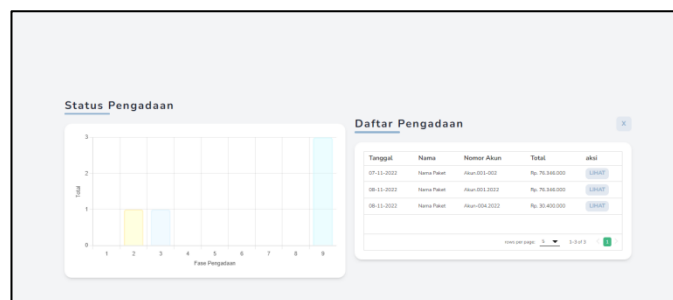 Status Pengadaan
3
2
1
0
Total
1 2 3 4 5 6 7 8 9
Fase Pengadaan
Daftar Pengadaan
X
Tanggal Nama Nomor Akun Total aksi
07-11-2022 Nama Paket Akun.001-002 Rp. 76.566.000 LIHAT
08-11-2022 Nama Paket Akun.001.2022 Rp. 76.566.000 LIHAT
08-11-2022 Nama Paket Akun-004.2022 Rp. 30.400.000 LIHAT
rows per page: 5 1-3 of 3 < 1 >